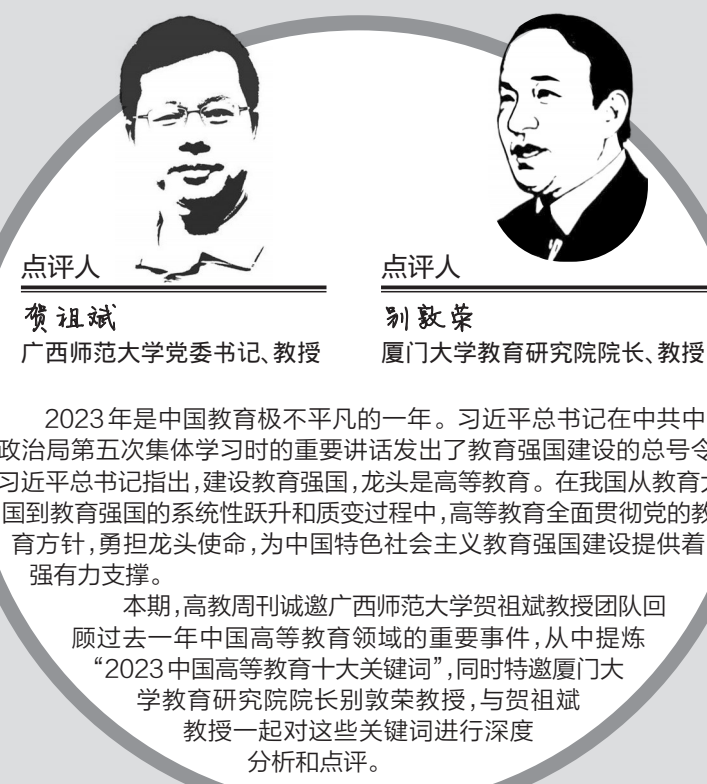 点评人
贺祖斌
广西师范大学党委书记、教授
点评人
别敦荣
厦门大学教育研究院院长、教授
2023年是中国教育极不平凡的一年。习近平总书记在中共中
政治局第五次集体学习时的重要讲话发出了教育强国建设的总号令
习近平总书记指出,建设教育强国,龙头是高等教育。在我国从教育大
国到教育强国的系统性跃升和质变过程中,高等教育全面贯彻党的教
育方针,勇担龙头使命,为中国特色社会主义教育强国建设提供着
强有力支撑。
本期,高教周刊诚邀广西师范大学贺祖斌教授团队回
顾过去一年中国高等教育领域的重要事件,从中提炼
“2023中国高等教育十大关键词”,同时特邀厦门大
学教育研究院院长别敦荣教授,与贺祖斌
教授一起对这些关键词进行深度
分析和点评。